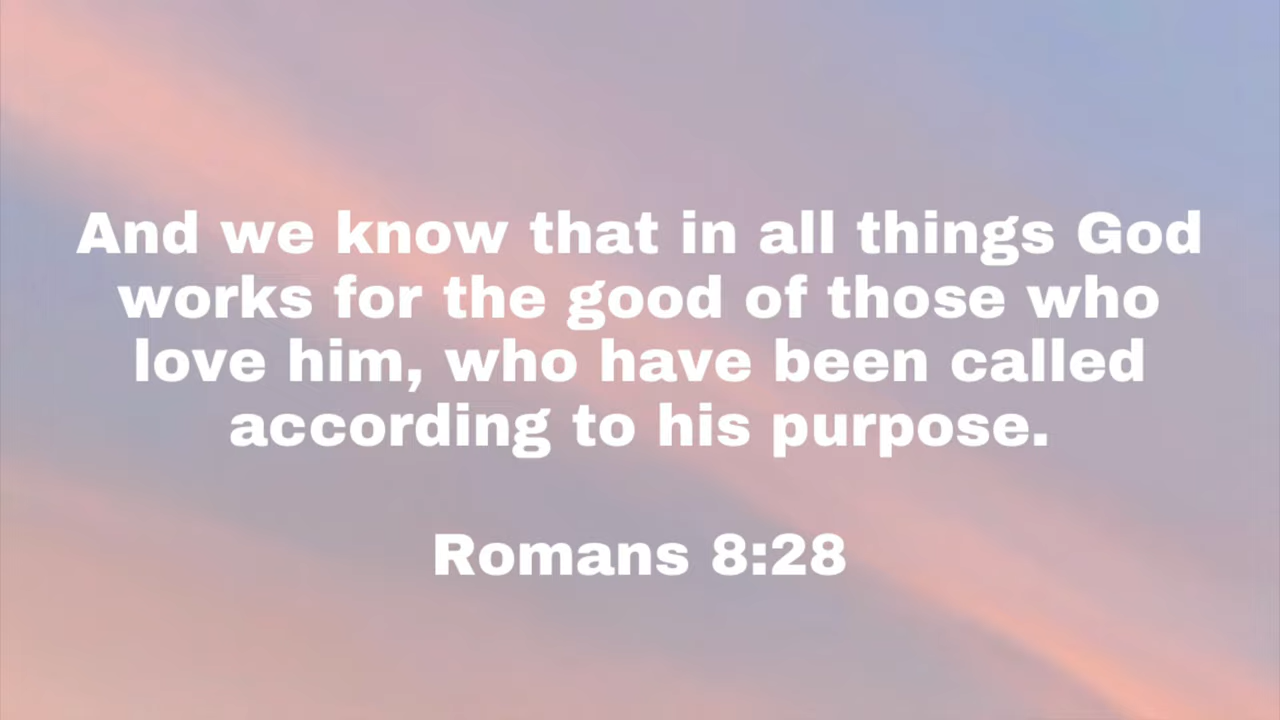 And we know that in all things God
works for the good of those who
love him, who have been called
according to his purpose.
Romans 8:28